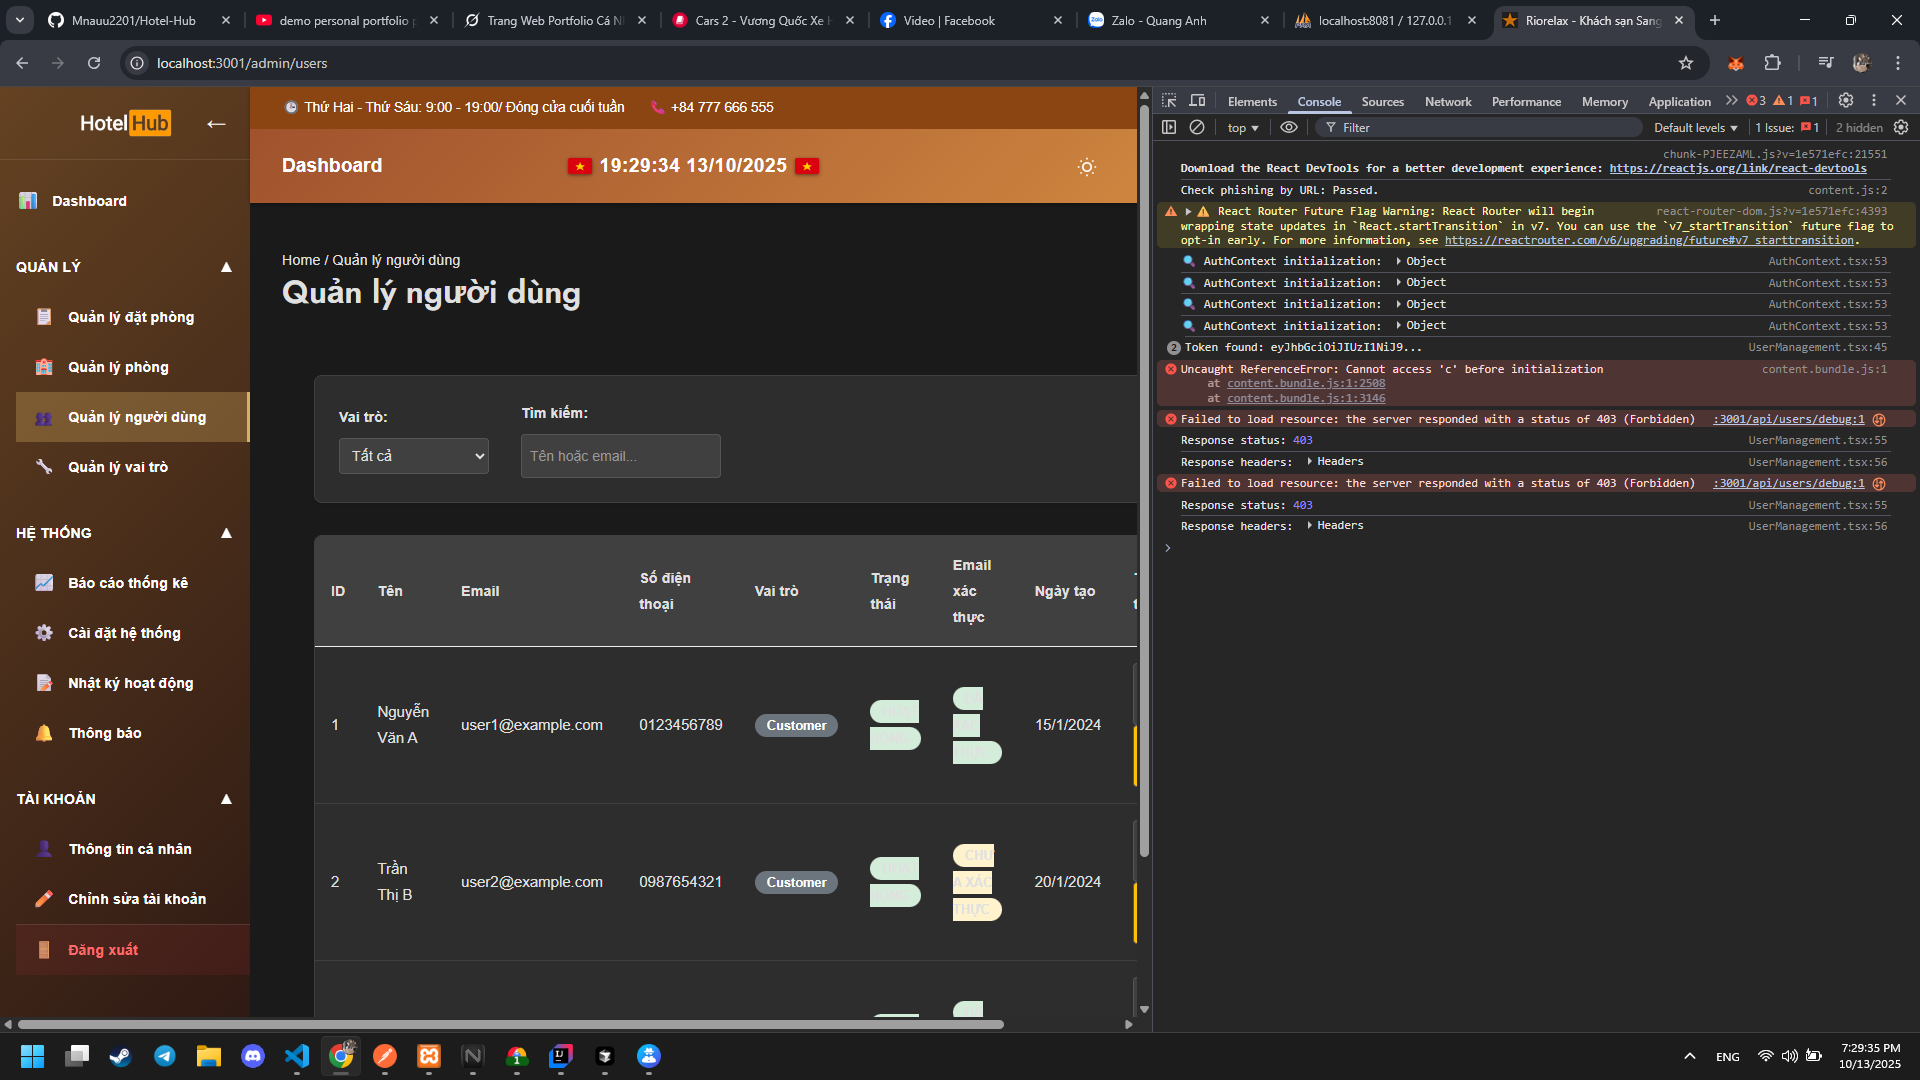 Mnauu2201/Hotel-Hub
demo personal portfolio
Trang Web Portfolio Cá N
Cars 2 - Vương Quốc Xe
Video | Facebook
Zalo - Quang Anh
localhost:8081 / 127.0.0.1
Riorelax - Khách sạn Sang
localhost:3001/admin/users
HotelHub
←
Dashboard
QUẢN LÝ
Quản lý đặt phòng
Quản lý phòng
Quản lý người dùng
Quản lý vai trò
HỆ THỐNG
Báo cáo thống kê
Cài đặt hệ thống
Nhật ký hoạt động
Thông báo
TÀI KHOẢN
Thông tin cá nhân
Chỉnh sửa tài khoản
Đăng xuất
Thứ Hai - Thứ Sáu: 9:00 - 19:00/ Đóng cửa cuối tuần
+84 777 666 555
Dashboard
19:29:34 13/10/2025
Home / Quản lý người dùng
Quản lý người dùng
Vai trò:
Tìm kiếm:
Tất cả
Tên hoặc email...
ID
Tên
Email
Số điện
thoại
Vai trò
Trạng
thái
Email
xác
thực
Ngày tạo
1
Nguyễn
Văn A
user1@example.com
0123456789
Customer
15/1/2024
2
Trần
Thị B
user2@example.com
0987654321
Customer
CHƯ
A XÁC
THỰC
20/1/2024
Elements
Console
Sources
Network
Performance
Memory
Application
3
1
1
top
Filter
Default levels
1 Issue:
1
2 hidden
chunk-PJEEZAML.js?v=1e571efc:21551
Download the React DevTools for a better development experience: https://reactjs.org/link/react-devtools
Check phishing by URL: Passed.
content.js:2
React Router Future Flag Warning: React Router will begin
react-router-dom.js?v=1e571efc:4393
wrapping state updates in `React.startTransition` in v7. You can use the `v7_startTransition` future flag to
opt-in early. For more information, see https://reactrouter.com/v6/upgrading/future#v7_starttransition.
AuthContext initialization: Object
AuthContext.tsx:53
AuthContext initialization: Object
AuthContext.tsx:53
AuthContext initialization: Object
AuthContext.tsx:53
AuthContext initialization: Object
AuthContext.tsx:53
2
Token found: eyJhbGciOiJIUzI1NiJ9...
UserManagement.tsx:45
Uncaught ReferenceError: Cannot access 'c' before initialization
content.bundle.js:1
at content.bundle.js:1:2508
at content.bundle.js:1:3146
Failed to load resource: the server responded with a status of 403 (Forbidden)
:3001/api/users/debug:1
Response status: 403
UserManagement.tsx:55
Response headers: Headers
UserManagement.tsx:56
Failed to load resource: the server responded with a status of 403 (Forbidden)
:3001/api/users/debug:1
Response status: 403
UserManagement.tsx:55
Response headers: Headers
UserManagement.tsx:56
ENG
7:29:35 PM
10/13/2025